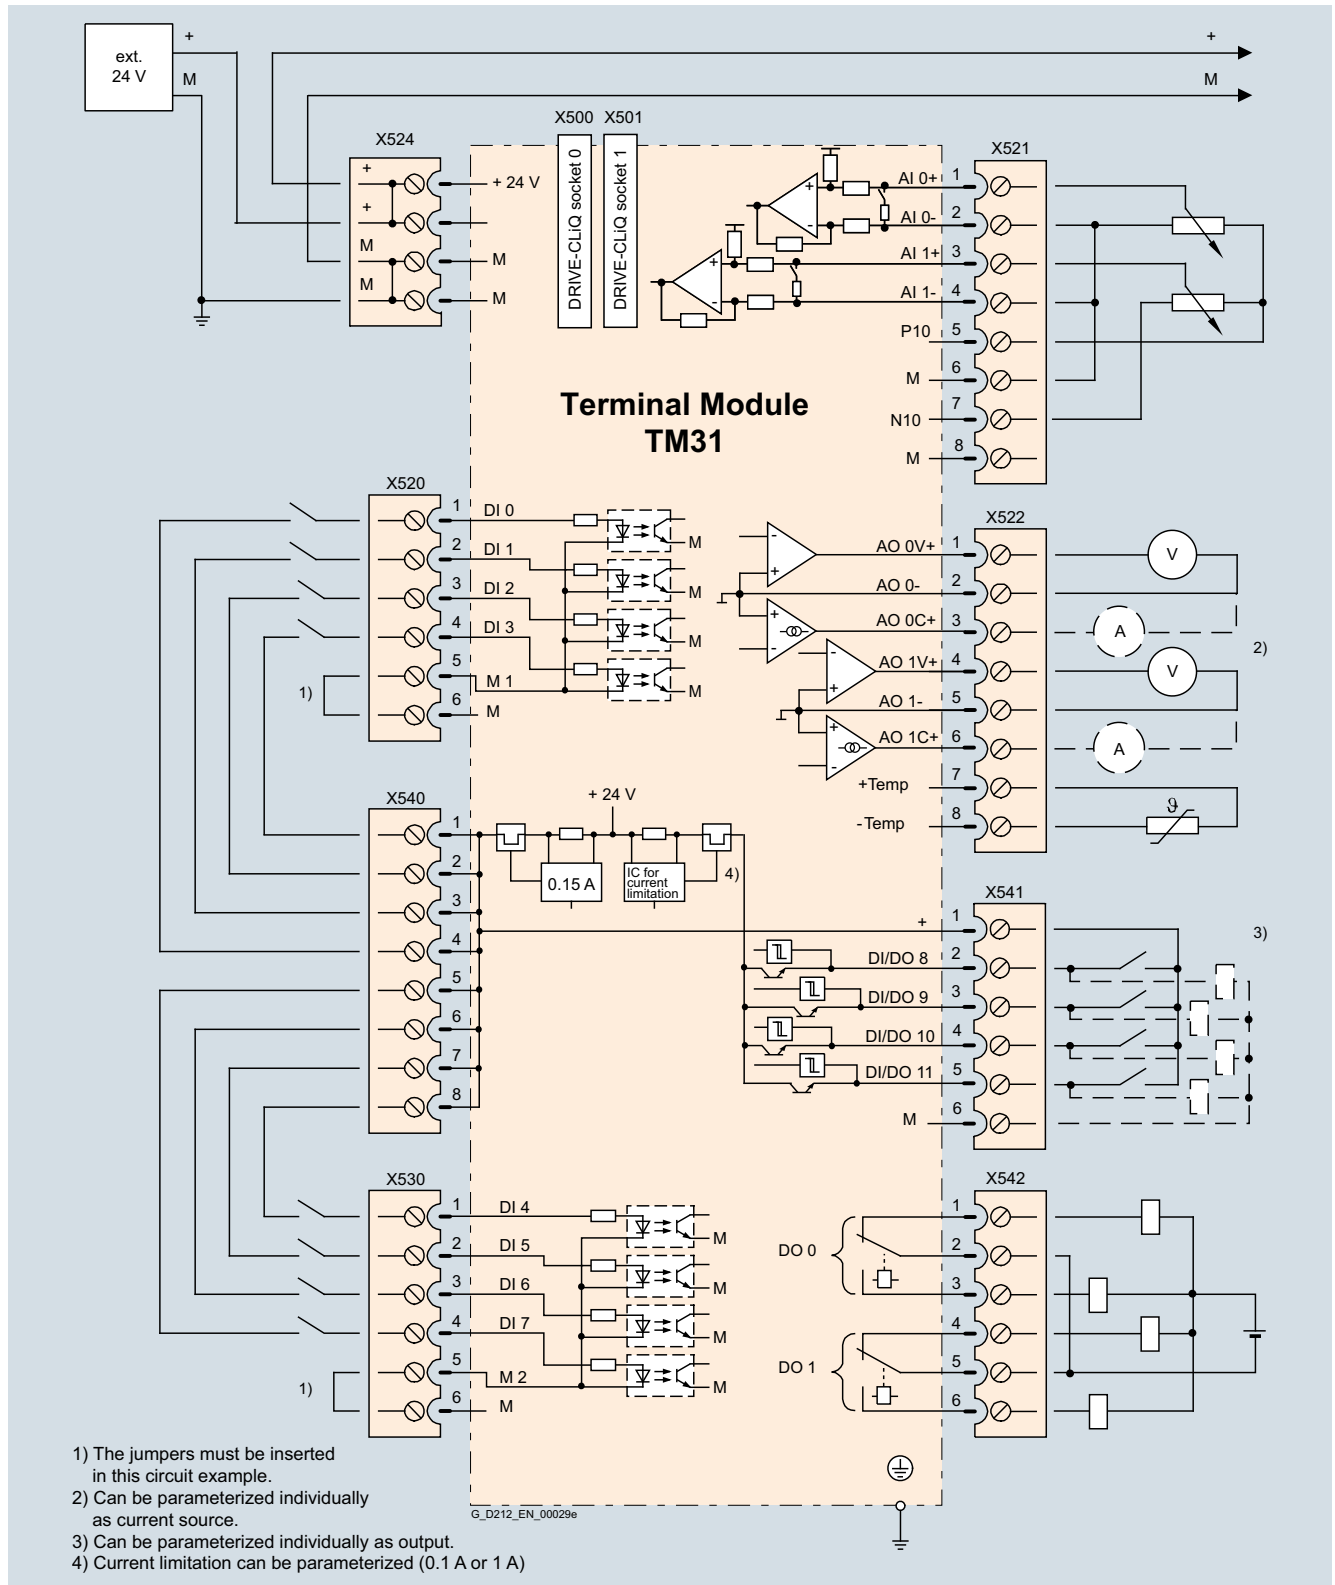 ext.
24 V
+
M
+
M
X524
+
+
M
M
+ 24 V
M
M
X500
X501
DRIVE-CLiQ socket 0
DRIVE-CLiQ socket 1
+
-
+
-
X521
AI 0+ 1
AI 0- 2
AI 1+ 3
AI 1- 4
P10 5
M 6
N10 7
M 8
Terminal Module
TM31
X520
1 DI 0
2 DI 1
3 DI 2
4 DI 3
5 M 1
6 M
1)
M
M
M
M
X522
-
+
+
-
-
+
+
-
AO 0V+ 1
AO 0- 2
AO 0C+ 3
AO 1V+ 4
AO 1- 5
AO 1C+ 6
+Temp 7
-Temp 8
V
A
V
A
2)
ϑ
X540
1
2
3
4
5
6
7
8
+ 24 V
0.15 A
IC for
current
limitation
4)
X541
+ 1
DI/DO 8 2
DI/DO 9 3
DI/DO 10 4
DI/DO 11 5
M 6
3)
X530
1 DI 4
2 DI 5
3 DI 6
4 DI 7
5 M 2
6 M
1)
M
M
M
M
X542
DO 0
DO 1
1
2
3
4
5
6
1) The jumpers must be inserted
in this circuit example.
2) Can be parameterized individually
as current source.
3) Can be parameterized individually as output.
4) Current limitation can be parameterized (0.1 A or 1 A)
G_D212_EN_00029e